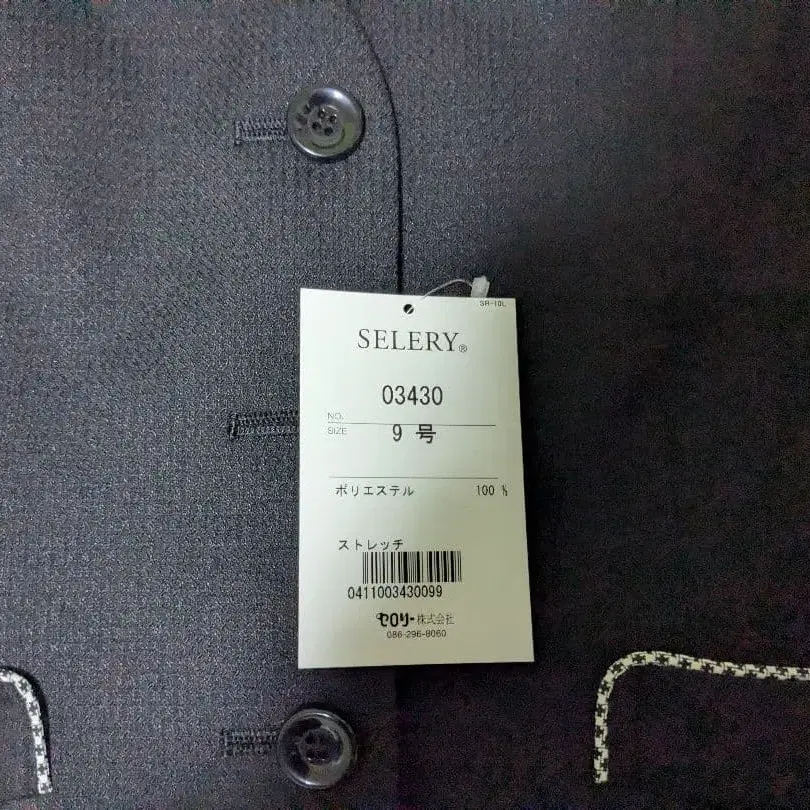 SR-10L
SELERY®
NO. 03430
SIZE 9 号
ポリエステル 100 %
ストレッチ
0411003430099
セロリー株式会社
086-296-8060